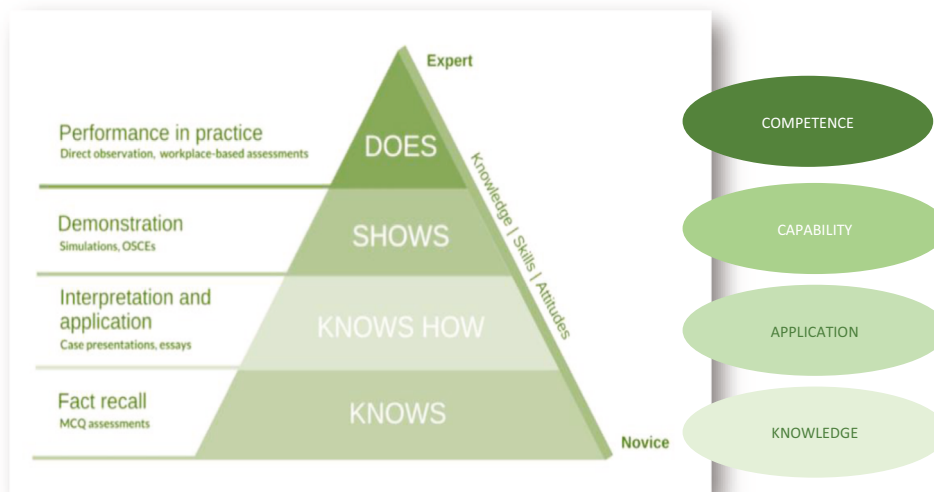 Expert
COMPETENCE
Performance in practice
Direct observation, workplace-based assessments
DOES
Knowledge | Skills | Attitudes
Demonstration
Simulations, OSCEs
SHOWS
CAPABILITY
Interpretation and
application
Case presentations, essays
KNOWS HOW
APPLICATION
Fact recall
MCQ assessments
KNOWS
KNOWLEDGE
Novice